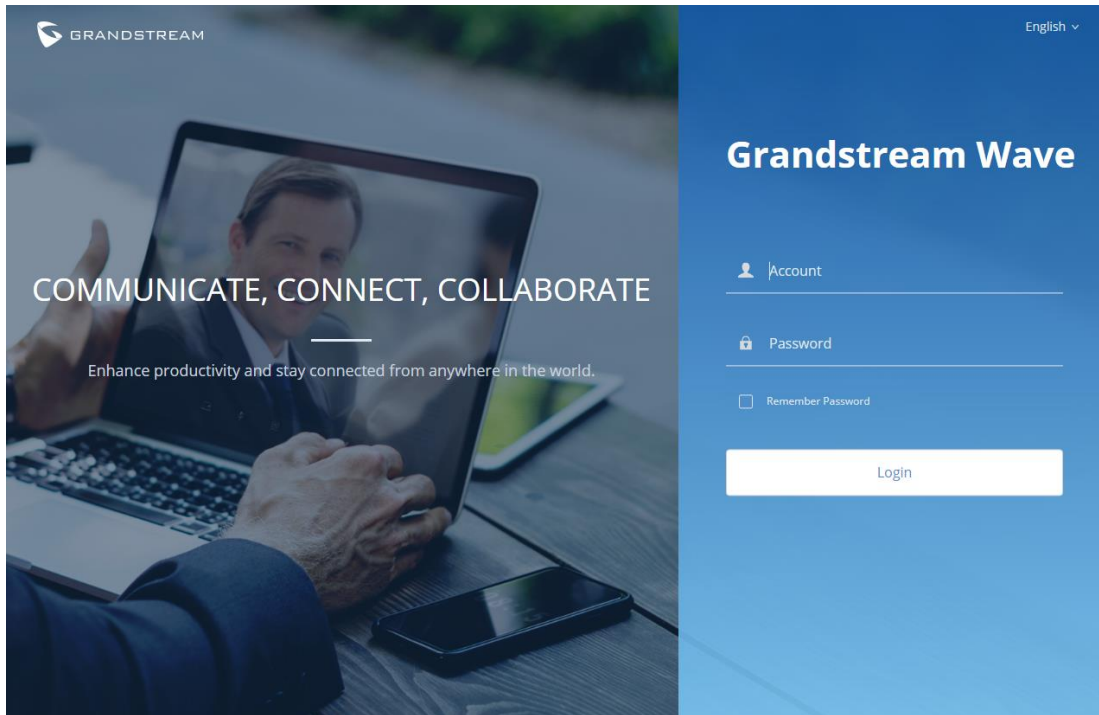 GRANDSTREAM
English
Grandstream Wave
COMMUNICATE, CONNECT, COLLABORATE
Enhance productivity and stay connected from anywhere in the world.
Account
Password
Remember Password
Login